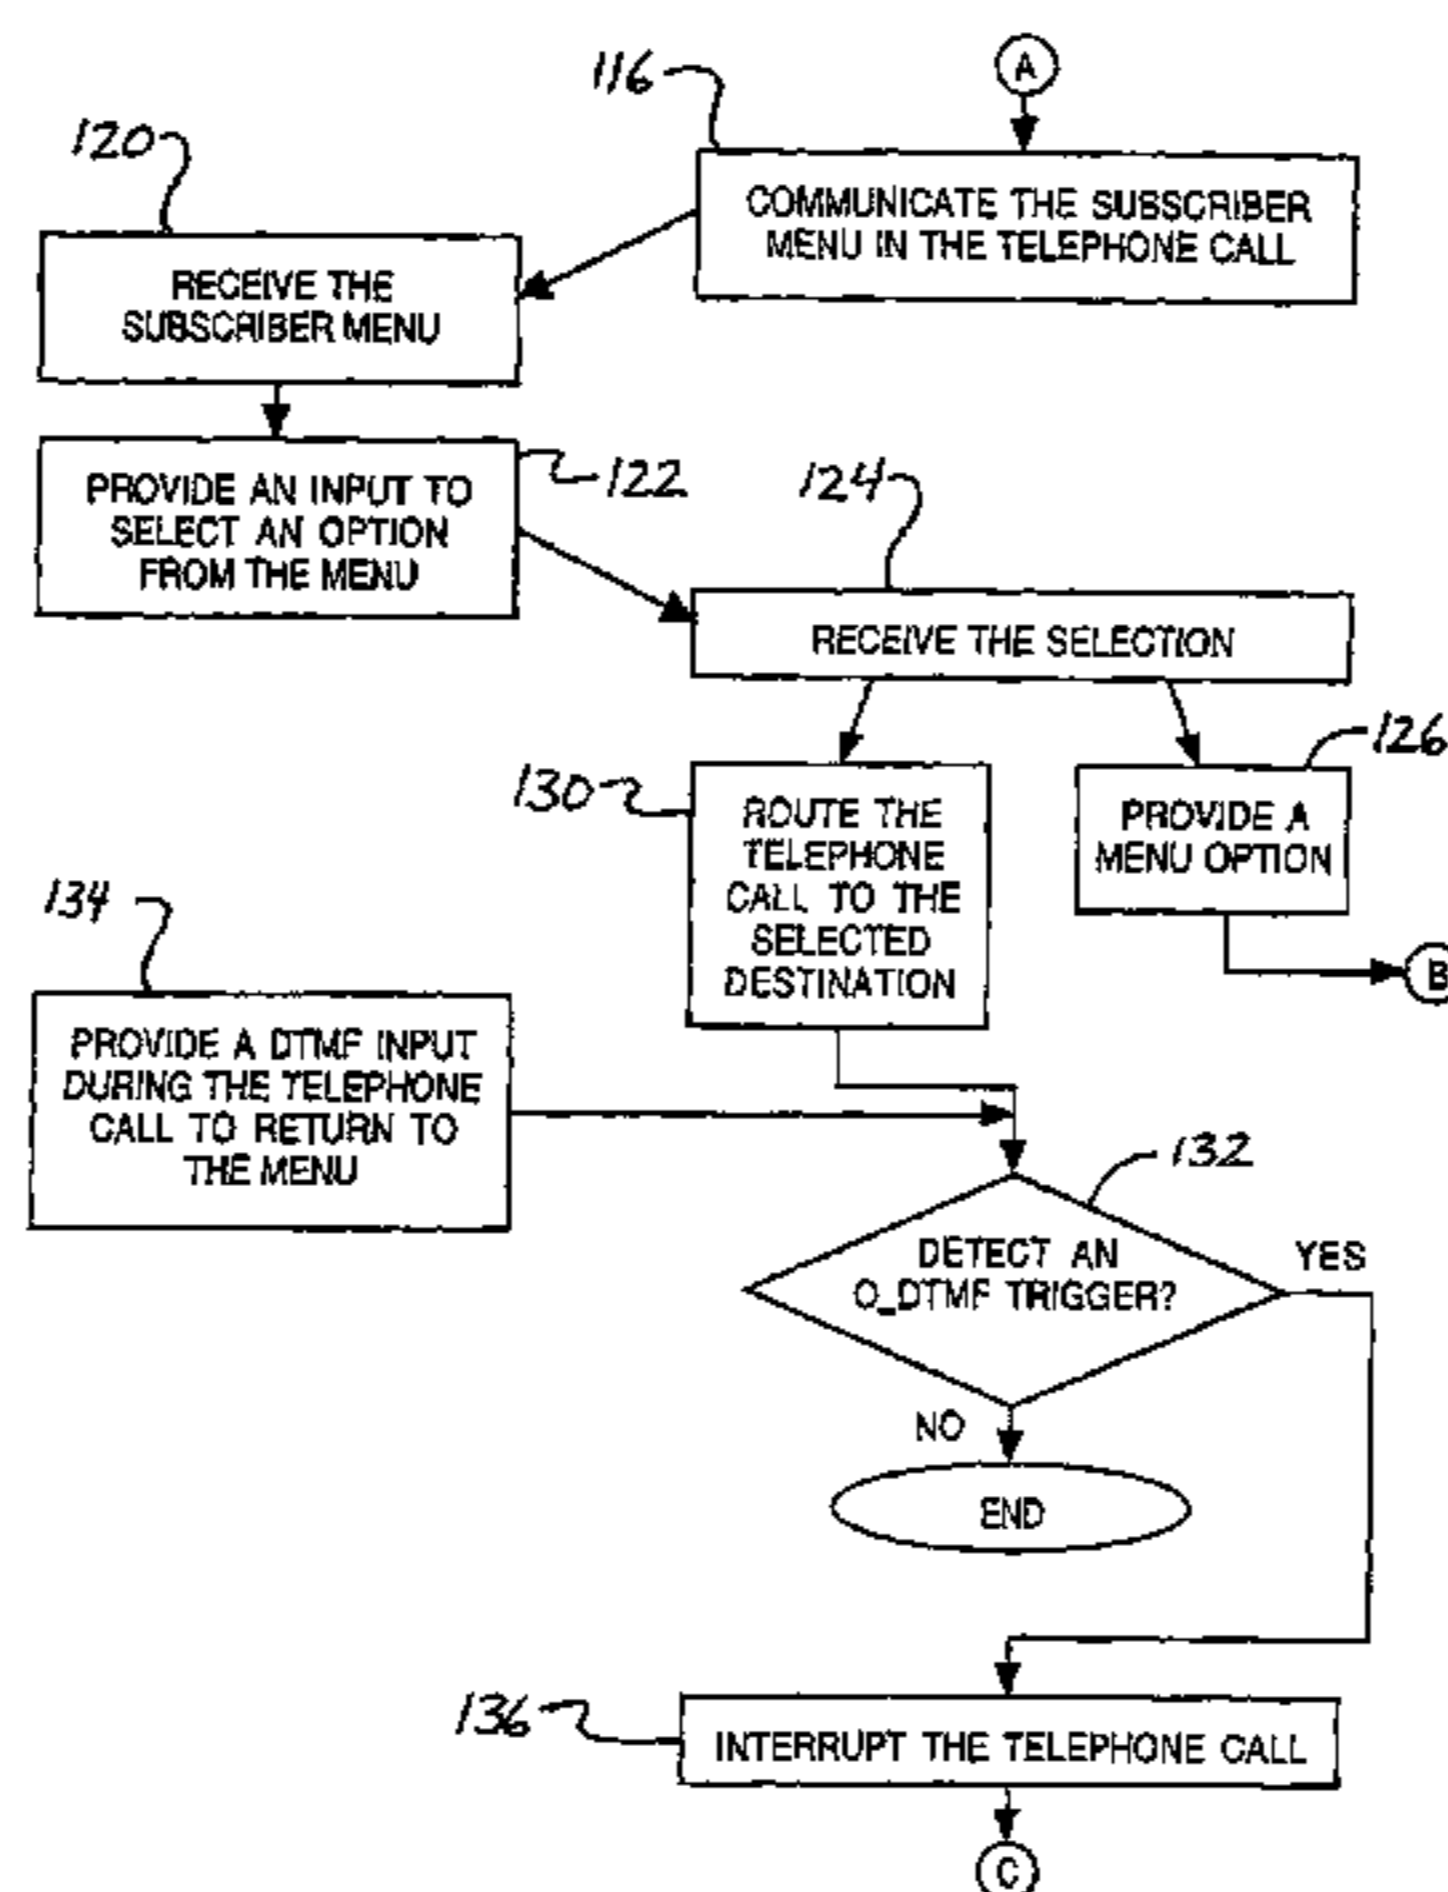 A
116
COMMUNICATE THE SUBSCRIBER
MENU IN THE TELEPHONE CALL
120
RECEIVE THE
SUBSCRIBER MENU
122
PROVIDE AN INPUT TO
SELECT AN OPTION
FROM THE MENU
124
RECEIVE THE SELECTION
130
ROUTE THE
TELEPHONE
CALL TO THE
SELECTED
DESTINATION
126
PROVIDE A
MENU OPTION
B
134
PROVIDE A DTMF INPUT
DURING THE TELEPHONE
CALL TO RETURN TO
THE MENU
132
DETECT AN
O_DTMF TRIGGER?
YES
NO
END
136
INTERRUPT THE TELEPHONE CALL
C